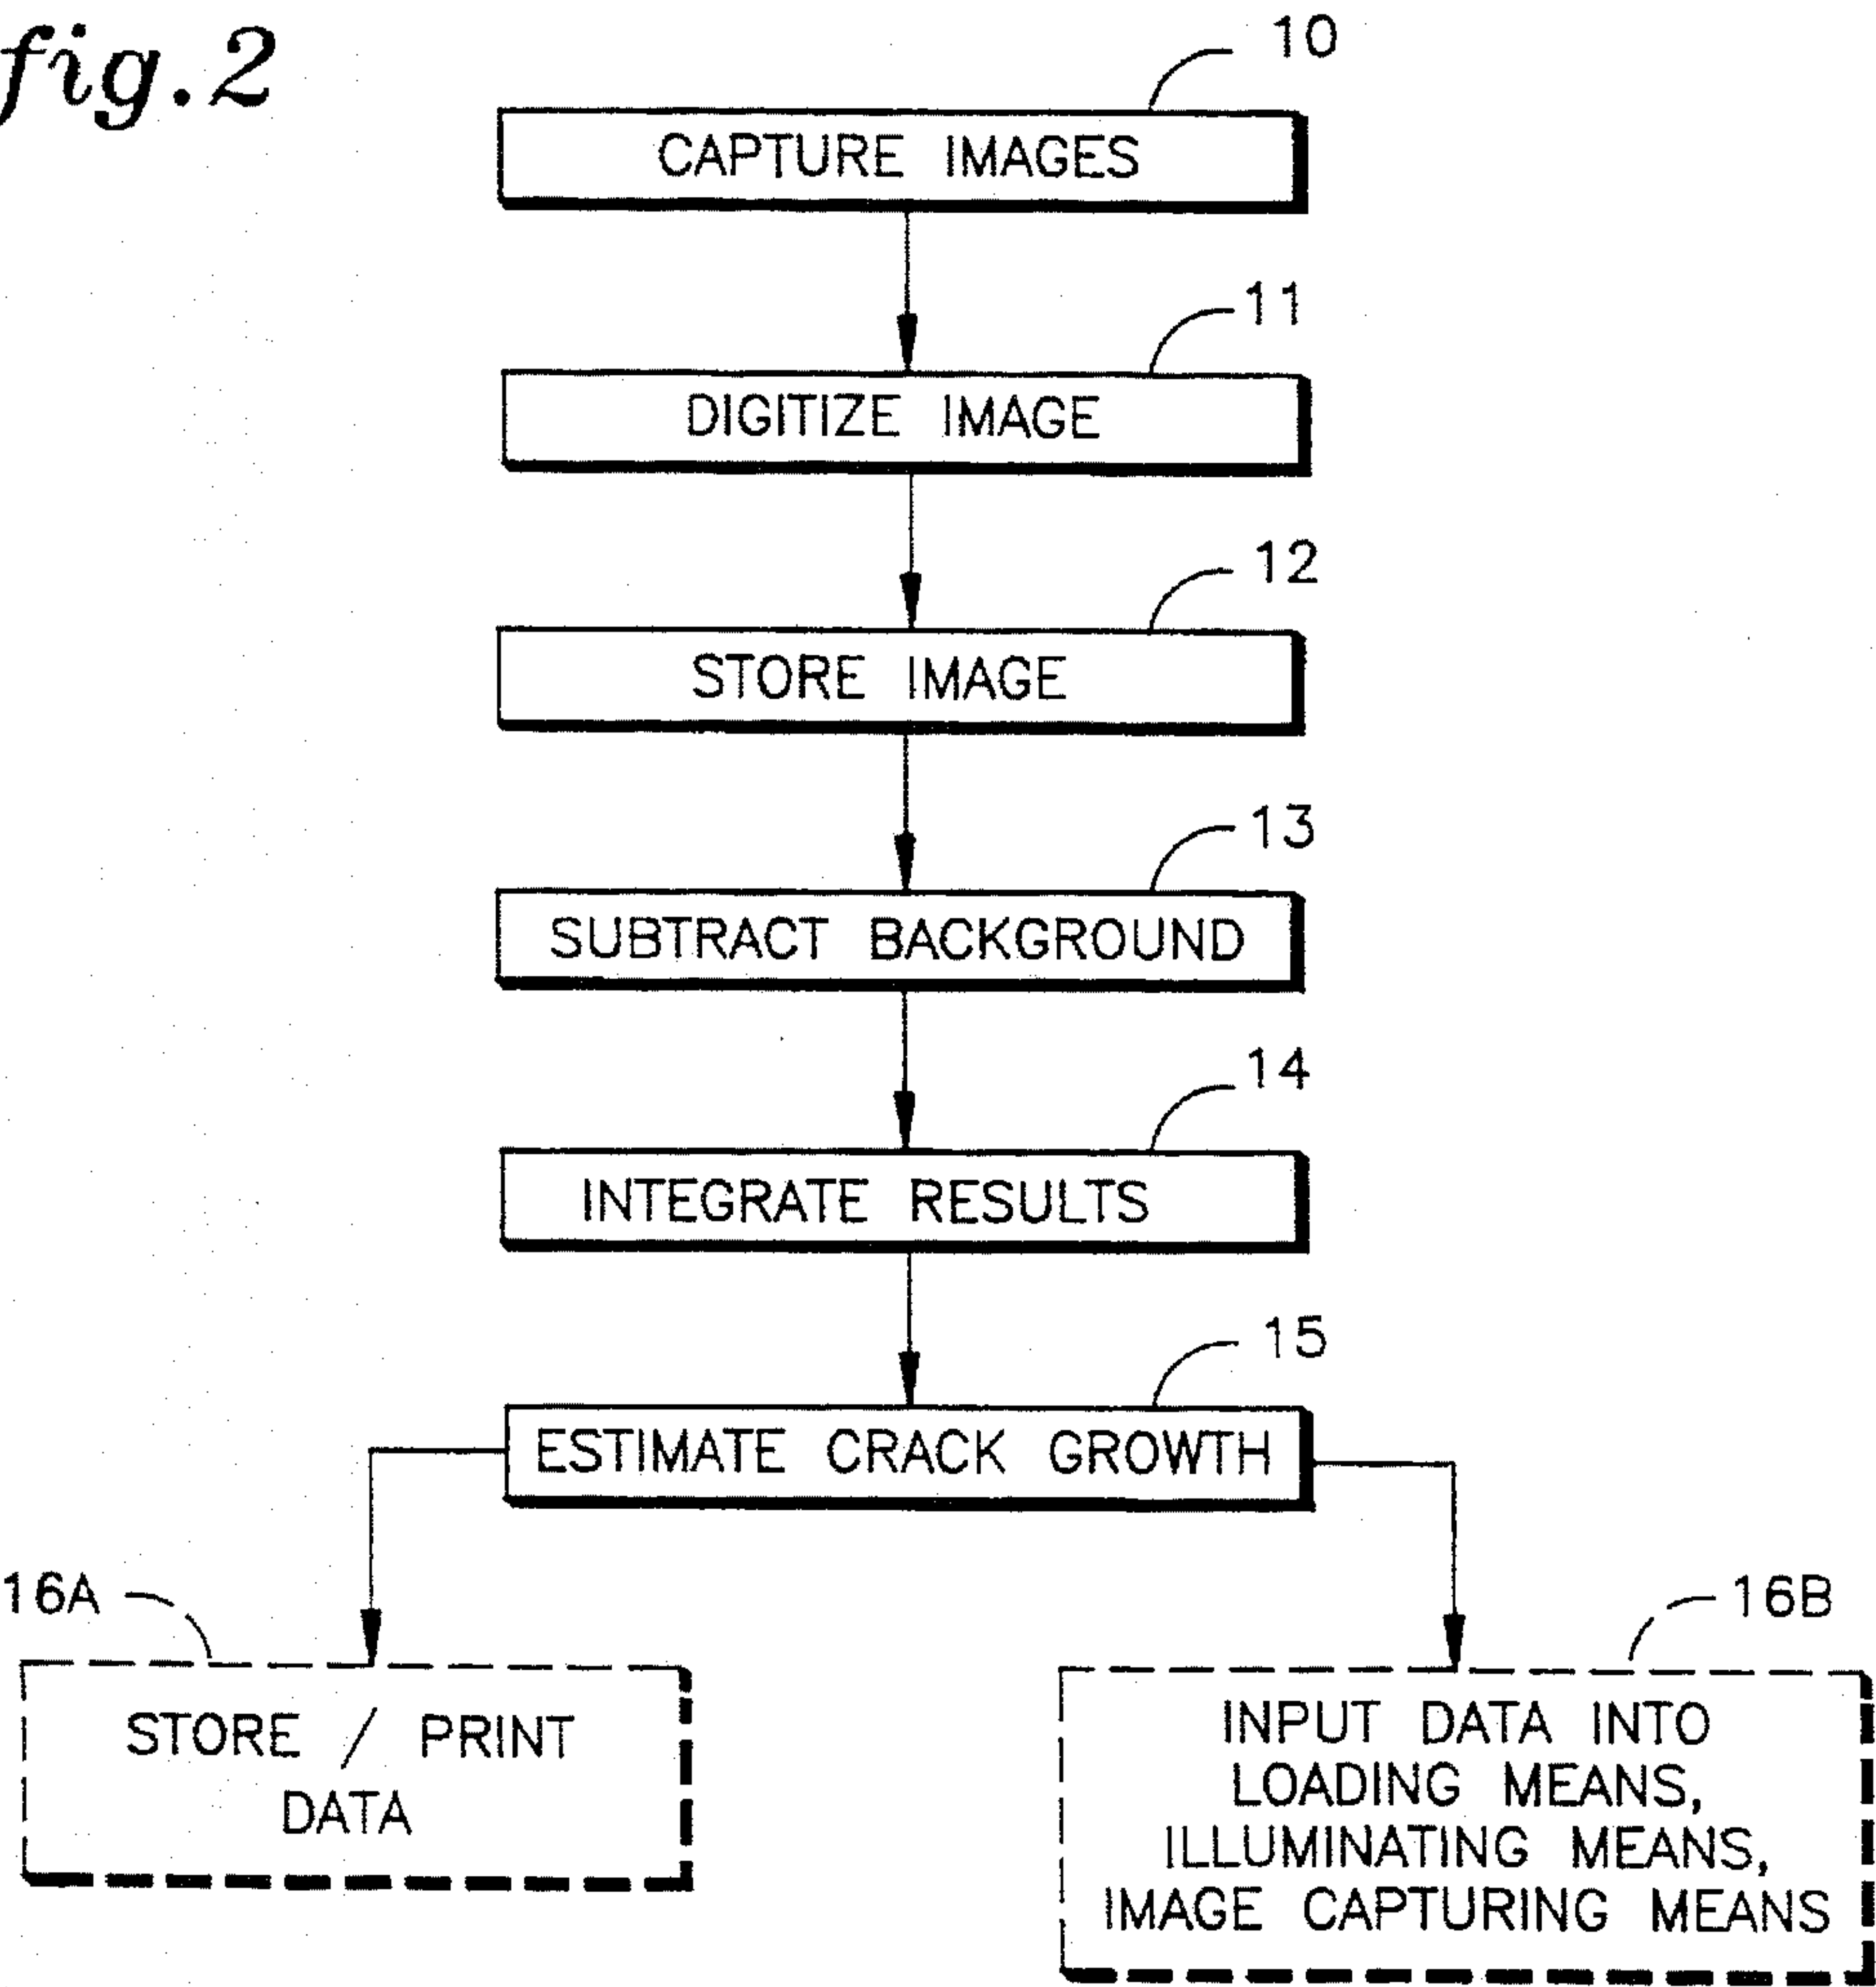 fig.2
10
CAPTURE IMAGES
11
DIGITIZE IMAGE
12
STORE IMAGE
13
SUBTRACT BACKGROUND
14
INTEGRATE RESULTS
15
ESTIMATE CRACK GROWTH
16A
STORE / PRINT
DATA
16B
INPUT DATA INTO
LOADING MEANS,
ILLUMINATING MEANS,
IMAGE CAPTURING MEANS